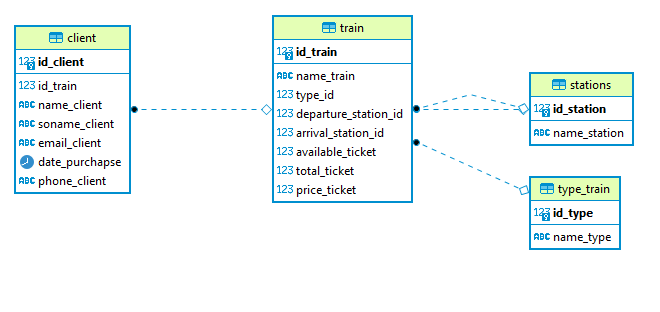 client
123 id_client
123 id_train
ABC name_client
ABC soname_client
ABC email_client
date_purchapse
ABC phone_client
train
123 id_train
ABC name_train
123 type_id
123 departure_station_id
123 arrival_station_id
123 available_ticket
123 total_ticket
123 price_ticket
stations
123 id_station
ABC name_station
type_train
123 id_type
ABC name_type